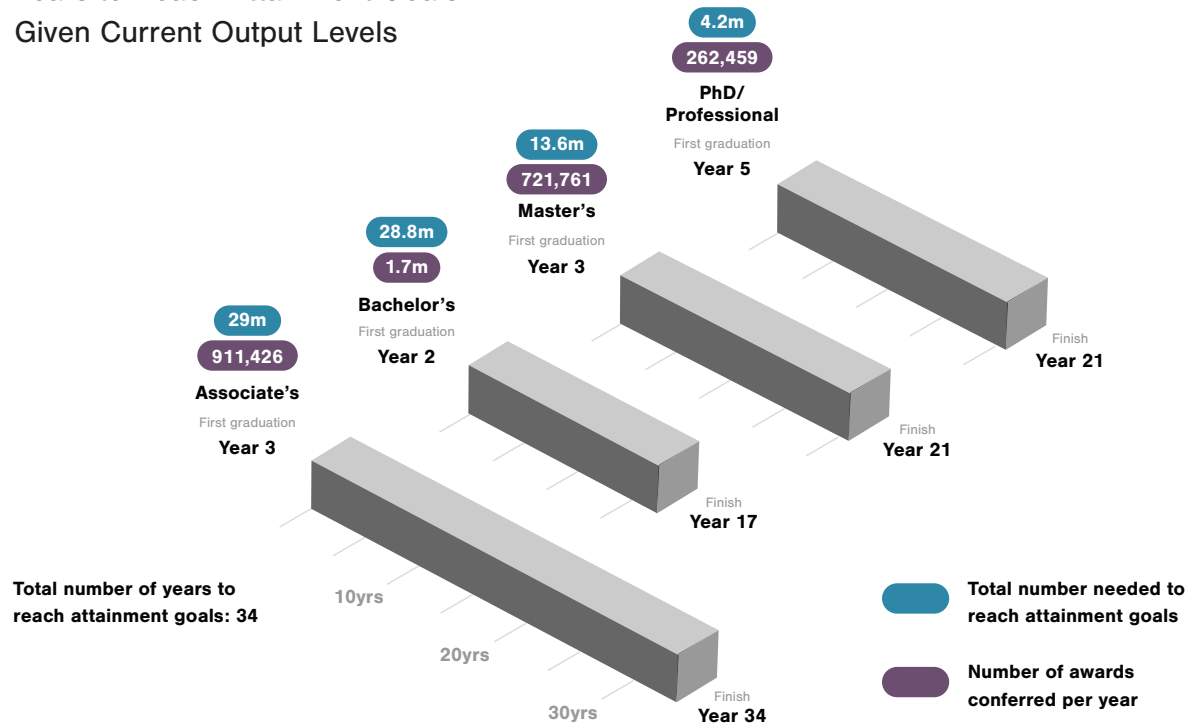 Given Current Output Levels
4.2m
262,459
PhD/
Professional
First graduation
Year 5
Finish
Year 21
13.6m
721,761
Master's
First graduation
Year 3
Finish
Year 21
28.8m
1.7m
Bachelor's
First graduation
Year 2
Finish
Year 17
29m
911,426
Associate's
First graduation
Year 3
10yrs
20yrs
30yrs
Finish
Year 34
Total number of years to
reach attainment goals: 34
Total number needed to
reach attainment goals
Number of awards
conferred per year